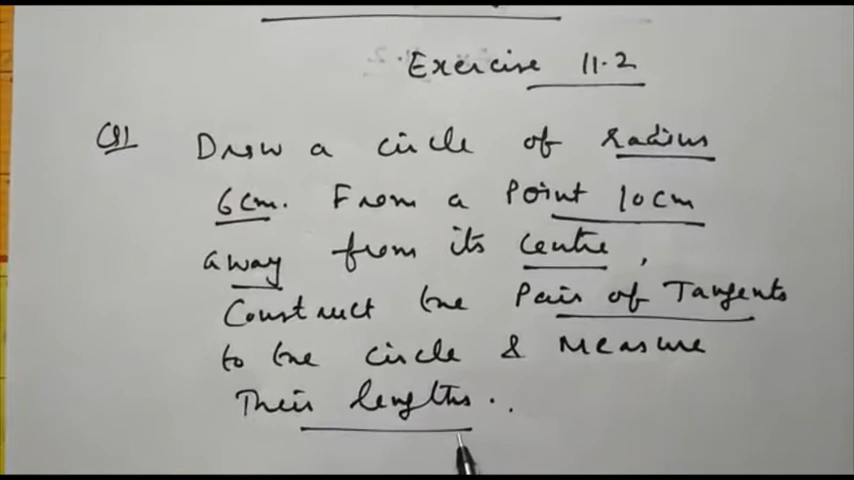 Exercise 11.2
Q1 Draw a circle of radius
6cm. From a Point 10cm
away from its centre,
Construct the Pair of Tangents
to the circle & Measure
Their lengths.